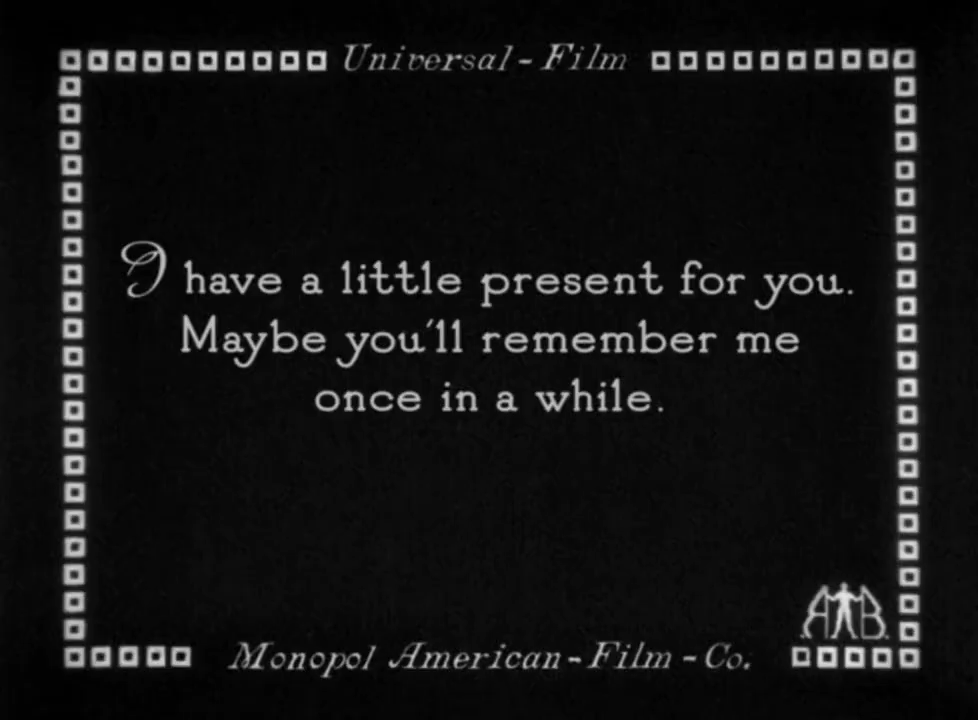 Universal-Film
I have a little present for you.
Maybe you'll remember me
once in a while.
AB
Monopol American-Film-Co.